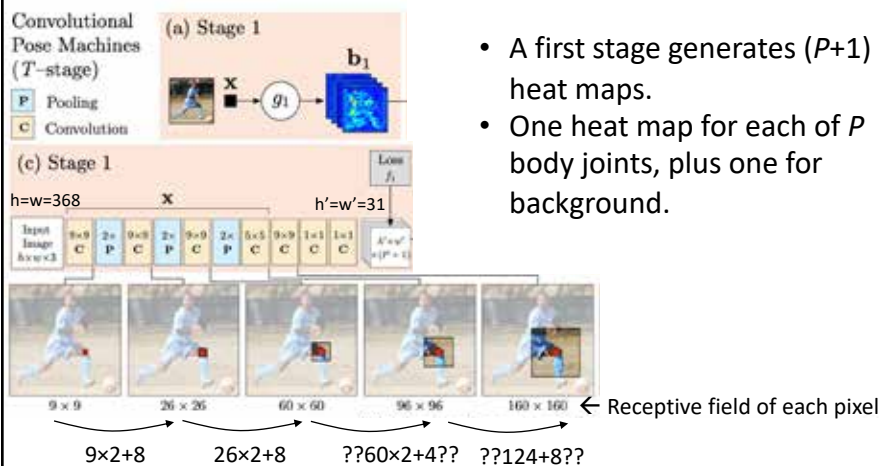 Convolutional
Pose Machines
(T–stage)
P Pooling
C Convolution
(a) Stage 1
x
g₁
b₁
(c) Stage 1
Loss
f₁
h=w=368
x
h'=w'=31
Input
Image
h×w×3
9×9
C
2×
P
9×9
C
2×
P
9×9
C
2×
P
5×5
C
9×9
C
1×1
C
1×1
C
h'×w'
×(P+1)
9 × 9
26 × 26
60 × 60
96 × 96
160 × 160
← Receptive field of each pixel
9×2+8
26×2+8
??60×2+4??
??124+8??
• A first stage generates (P+1)
heat maps.
• One heat map for each of P
body joints, plus one for
background.